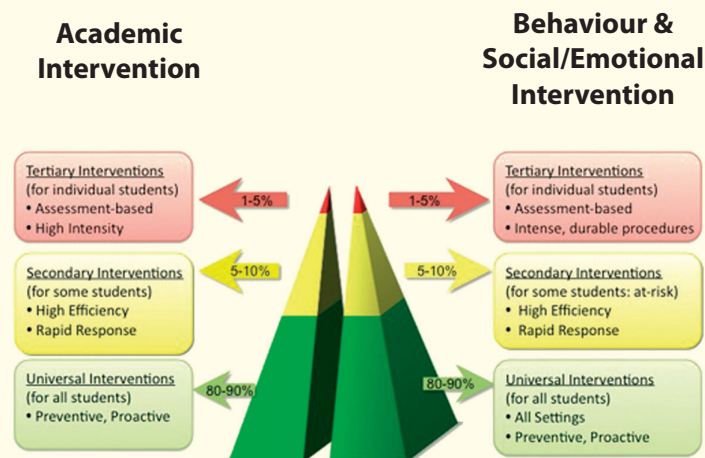 Academic
Intervention
Behaviour &
Social/Emotional
Intervention
Tertiary Interventions
(for individual students)
• Assessment-based
• High Intensity
1-5%
1-5%
Tertiary Interventions
(for individual students)
• Assessment-based
• Intense, durable procedures
Secondary Interventions
(for some students)
• High Efficiency
• Rapid Response
5-10%
5-10%
Secondary Interventions
(for some students: at-risk)
• High Efficiency
• Rapid Response
Universal Interventions
(for all students)
• Preventive, Proactive
80-90%
80-90%
Universal Interventions
(for all students)
• All Settings
• Preventive, Proactive